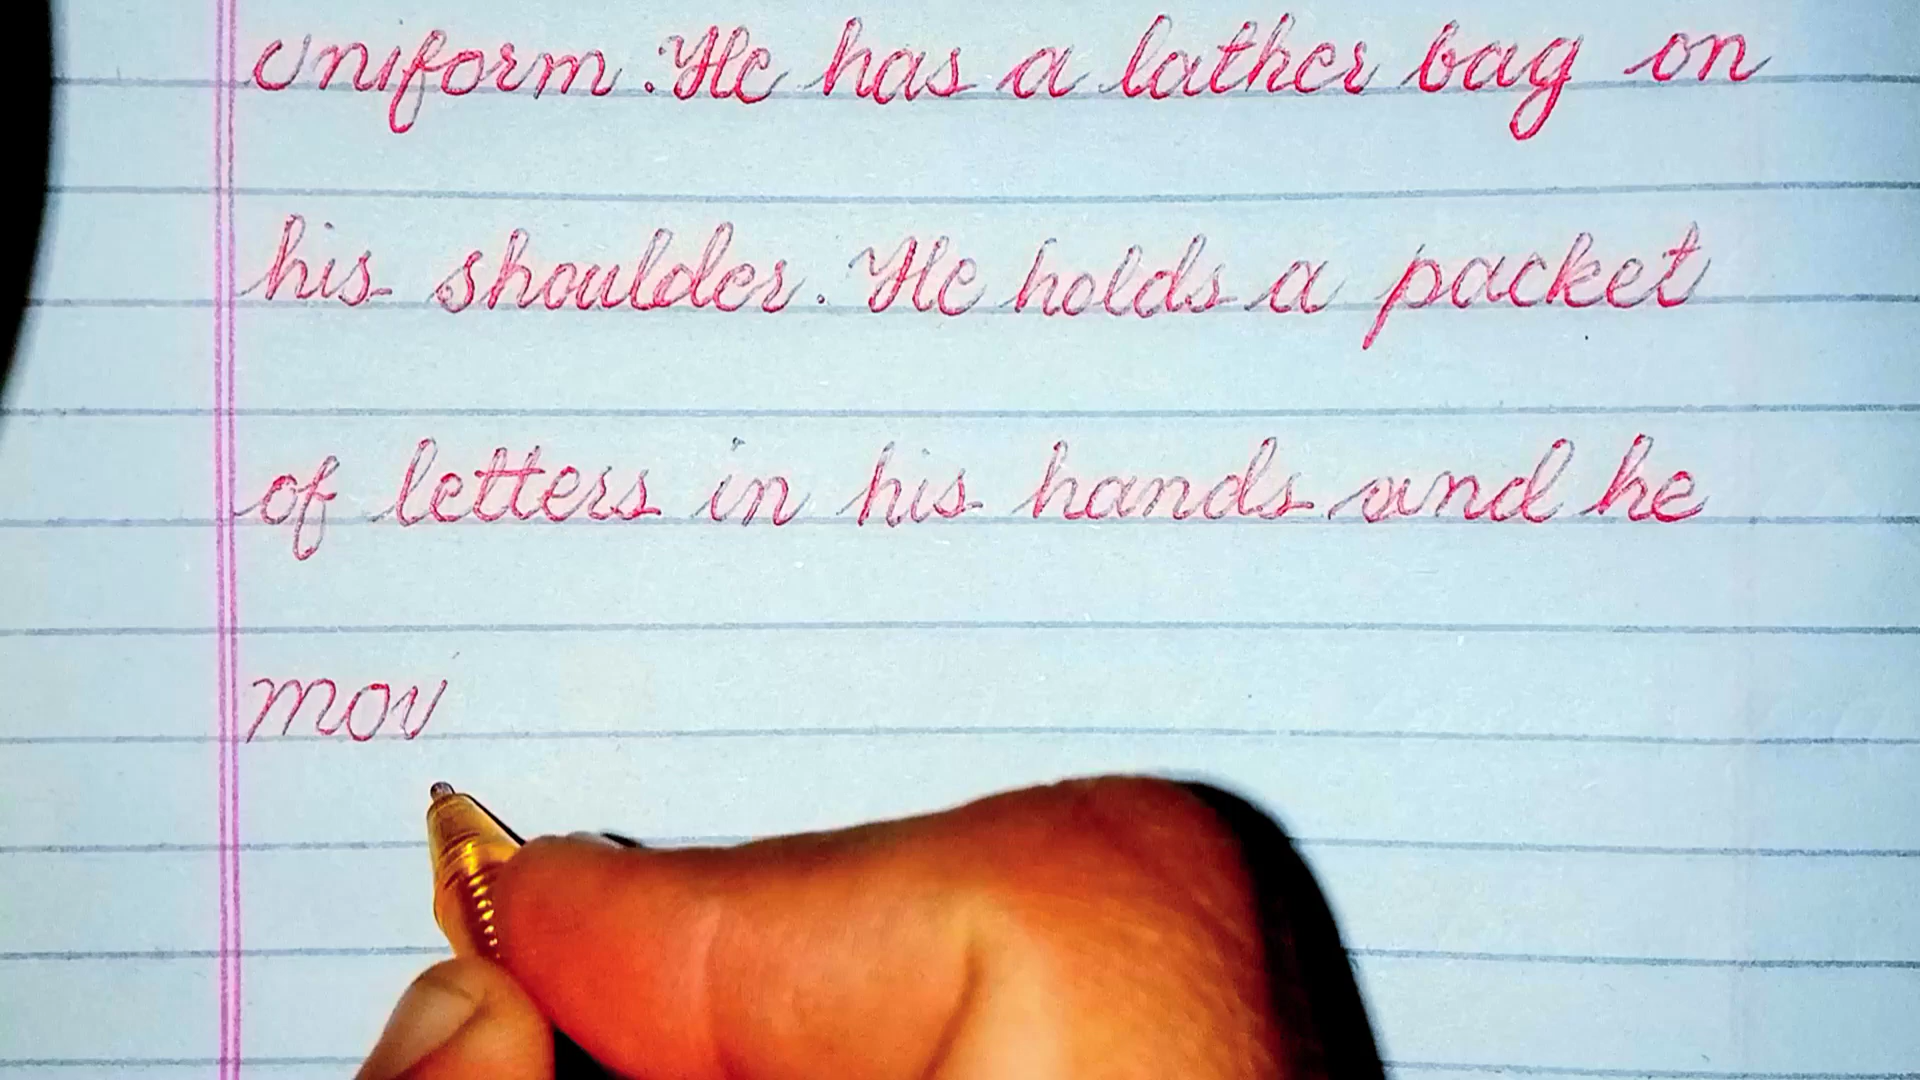 uniform. He has a lather bag on
his shoulder. He holds a packet
of letters in his hands and he
mov